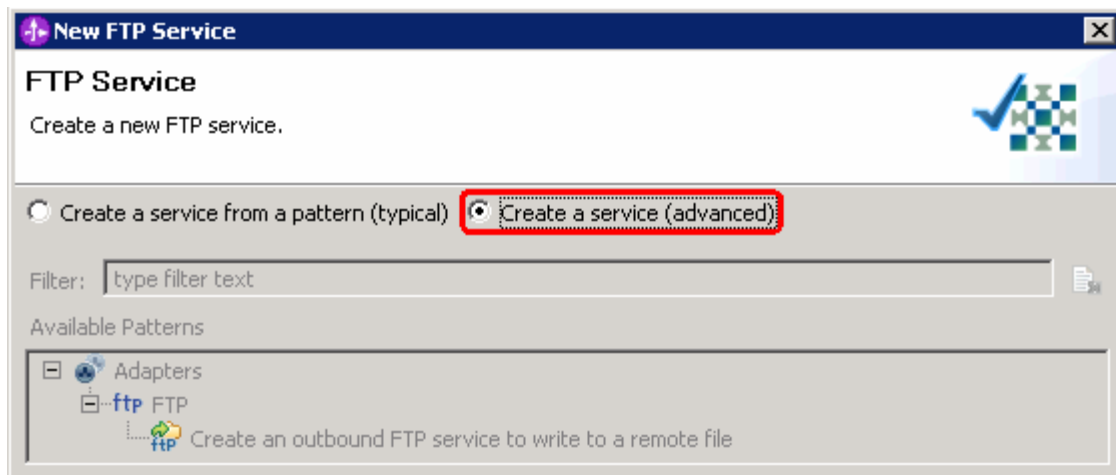 New FTP Service
FTP Service
Create a new FTP service.
Create a service from a pattern (typical) Create a service (advanced)
Filter: type filter text
Available Patterns
Adapters
ftp FTP
ftp Create an outbound FTP service to write to a remote file